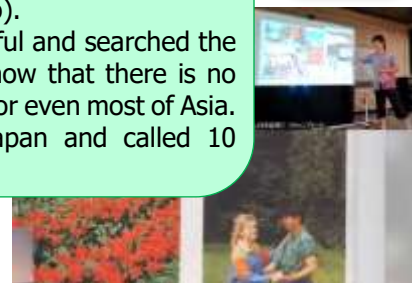 ).
ful and searched the
now that there is no
or even most of Asia.
apan and called 10